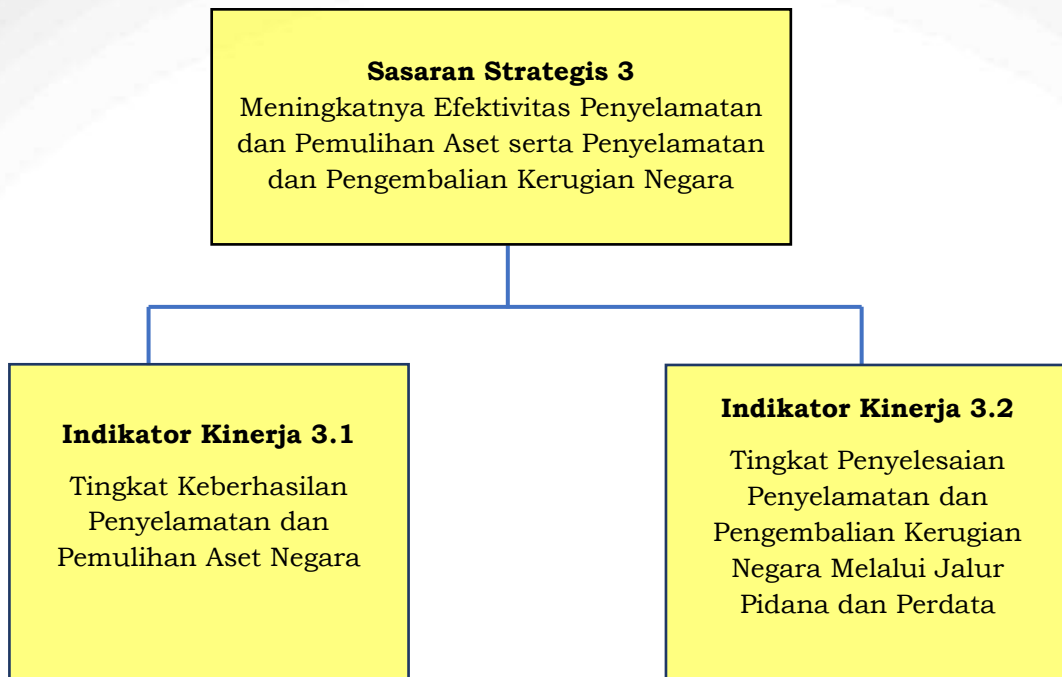 Sasaran Strategis 3
Meningkatnya Efektivitas Penyelamatan
dan Pemulihan Aset serta Penyelamatan
dan Pengembalian Kerugian Negara
Indikator Kinerja 3.1
Tingkat Keberhasilan
Penyelamatan dan
Pemulihan Aset Negara
Indikator Kinerja 3.2
Tingkat Penyelesaian
Penyelamatan dan
Pengembalian Kerugian
Negara Melalui Jalur
Pidana dan Perdata